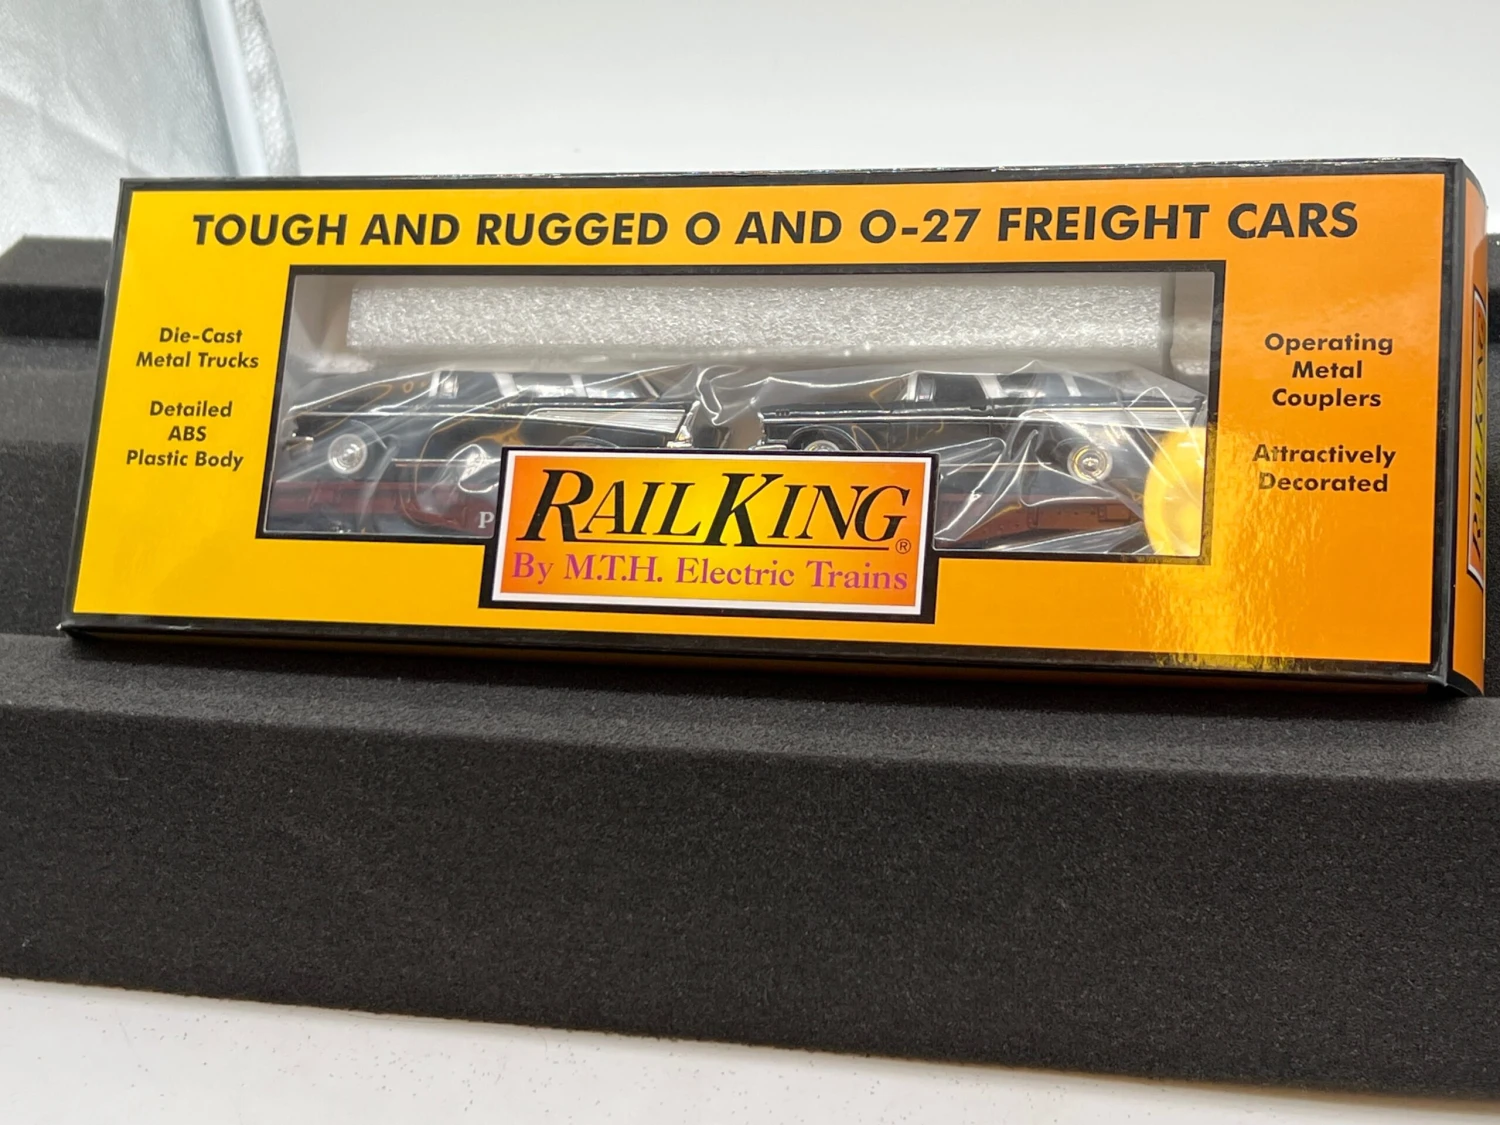 TOUGH AND RUGGED O AND O-27 FREIGHT CARS
Die-Cast
Metal Trucks
Detailed
ABS
Plastic Body
Operating
Metal
Couplers
Attractively
Decorated
P
RAILKING®
By M.T.H. Electric Trains
RAILKING